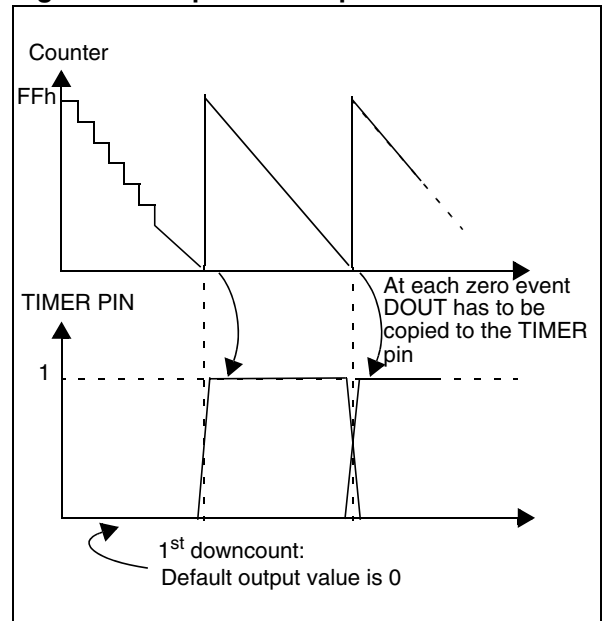 Counter
FFh
At each zero event
DOUT has to be
copied to the TIMER
pin
TIMER PIN
1
1st downcount:
Default output value is 0